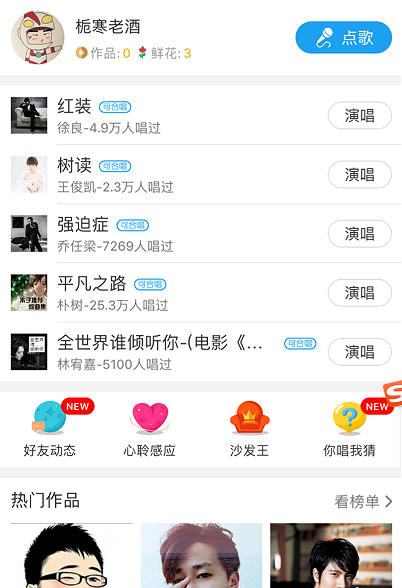 栀寒老酒
作品: 0 鲜花: 3
点歌
红装 可合唱
徐良-4.9万人唱过
演唱
树读 可合唱
王俊凯-2.3万人唱过
演唱
强迫症 可合唱
乔任梁-7269人唱过
演唱
平凡之路 可合唱
朴树-25.3万人唱过
演唱
全世界谁倾听你-(电影《... 可合唱
林宥嘉-5100人唱过
演唱
NEW NEW
好友动态 心聆感应 沙发王 你唱我猜
热门作品 看榜单